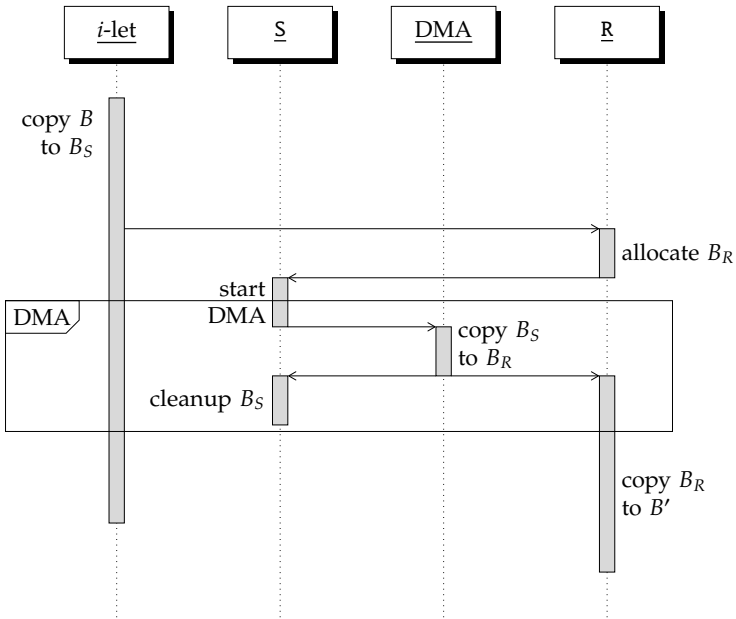 i-let
S
DMA
R
copy B
to B_S
allocate B_R
start
DMA
DMA
copy B_S
to B_R
cleanup B_S
copy B_R
to B′